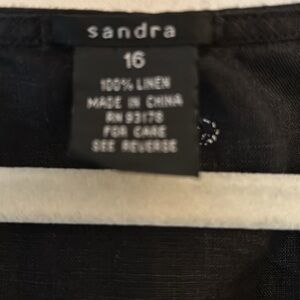 sandra
16
100% LINEN
MADE IN CHINA
RN 93178
FOR CARE
SEE REVERSE